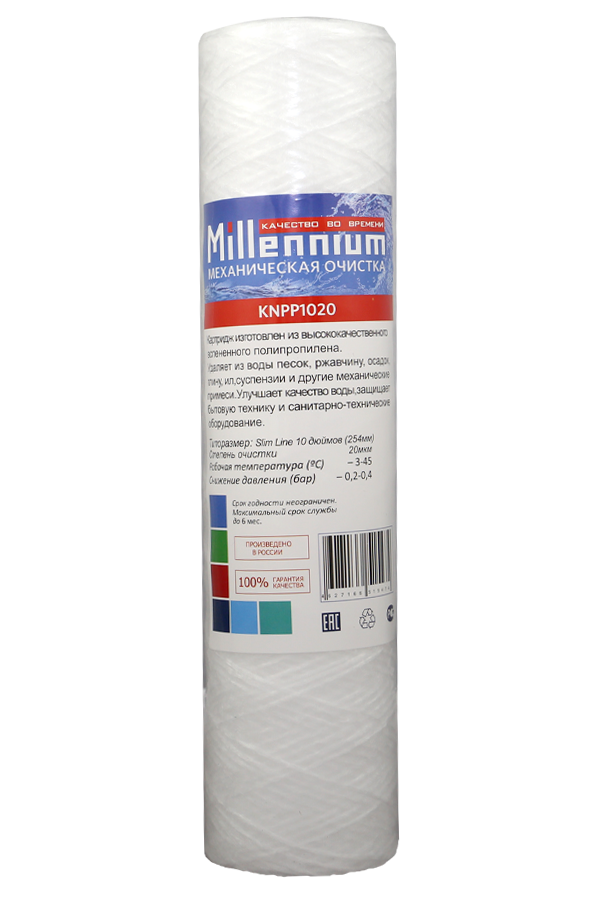 КАЧЕСТВО ВО ВРЕМЕНИ
Millennium
МЕХАНИЧЕСКАЯ ОЧИСТКА
KNPP1020
Картридж изготовлен из высококачественного
вспененного полипропилена.
Удаляет из воды песок, ржавчину, осадок,
глину, ил,суспензии и другие механические
примеси.Улучшает качество воды,защищает
бытовую технику и санитарно-технические
оборудование.
Типоразмер: Slim Line 10 дюймов (254мм)
Степень очистки 20мкм
Рабочая температура (ºС) – 3-45
Снижение давления (бар) – 0,2-0,4
Срок годности неограничен.
Максимальный срок службы
до 6 мес.
ПРОИЗВЕДЕНО
В РОССИИ
100% ГАРАНТИЯ
КАЧЕСТВА
EAC